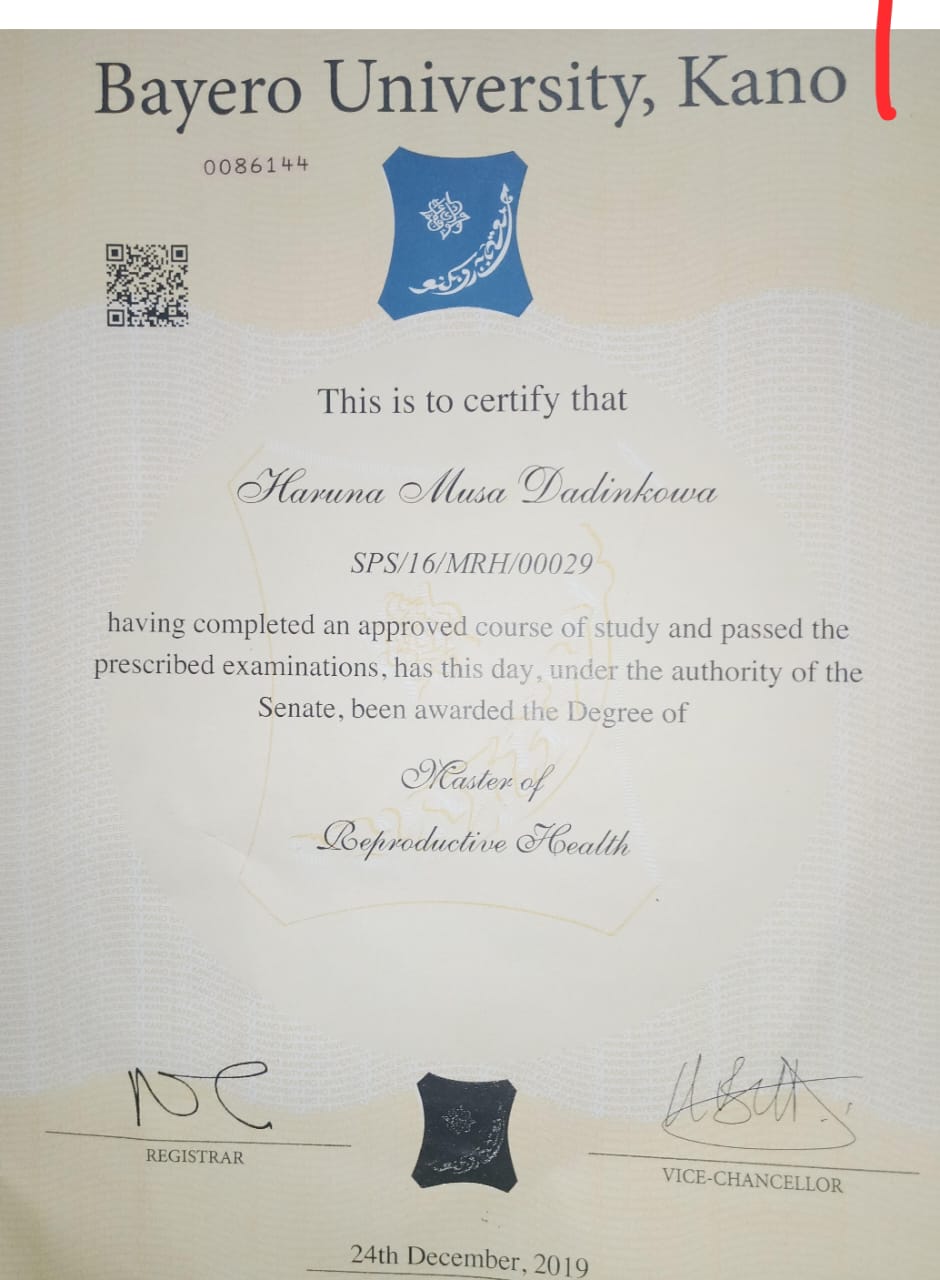 Bayero University, Kano
0086144
This is to certify that
Haruna Musa Dadinkowa
SPS/16/MRH/00029
having completed an approved course of study and passed the
prescribed examinations, has this day, under the authority of the
Senate, been awarded the Degree of
Master of
Reproductive Health
REGISTRAR
VICE-CHANCELLOR
24th December, 2019